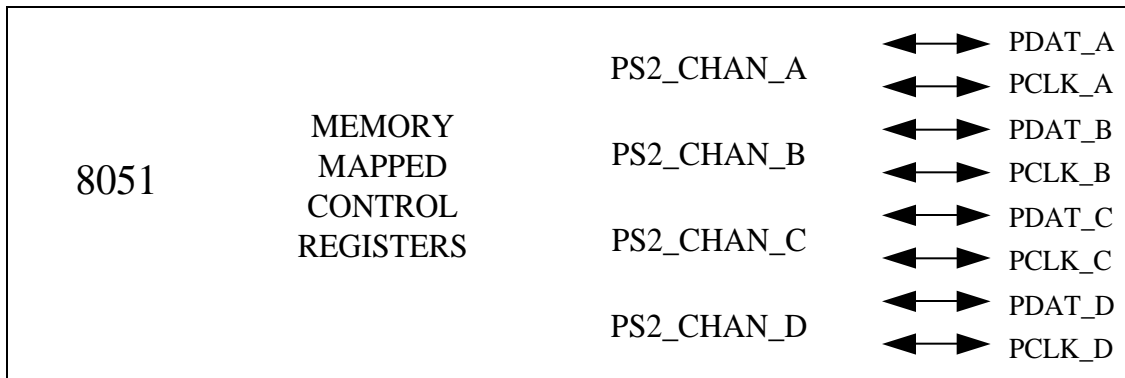 8051
MEMORY
MAPPED
CONTROL
REGISTERS
PS2_CHAN_A
PS2_CHAN_B
PS2_CHAN_C
PS2_CHAN_D
PDAT_A
PCLK_A
PDAT_B
PCLK_B
PDAT_C
PCLK_C
PDAT_D
PCLK_D